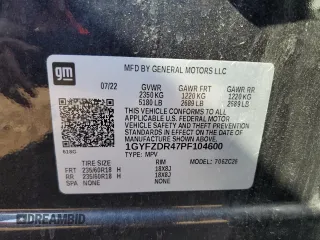 gm
MFD BY GENERAL MOTORS LLC
07/22 GVWR GAWR FRT GAWR RR
2350 KG 1220 KG 1220 KG
5180 LB 2689 LB 2689 LB
THIS VEHICLE CONFORMS TO ALL
APPLICABLE U.S. FEDERAL MOTOR
VEHICLE SAFETY AND THEFT
PREVENTION STANDARDS IN EFFECT ON
THE DATE OF MANUFACTURE SHOWN ABOVE.
1GYFZDR47PF104600
TYPE: MPV MODEL:
TIRE SIZE RIM
FRT 235/60R18 H 18X8J
RR 235/60R18 H 18X8J
SPA NONE NONE
DREAMBID